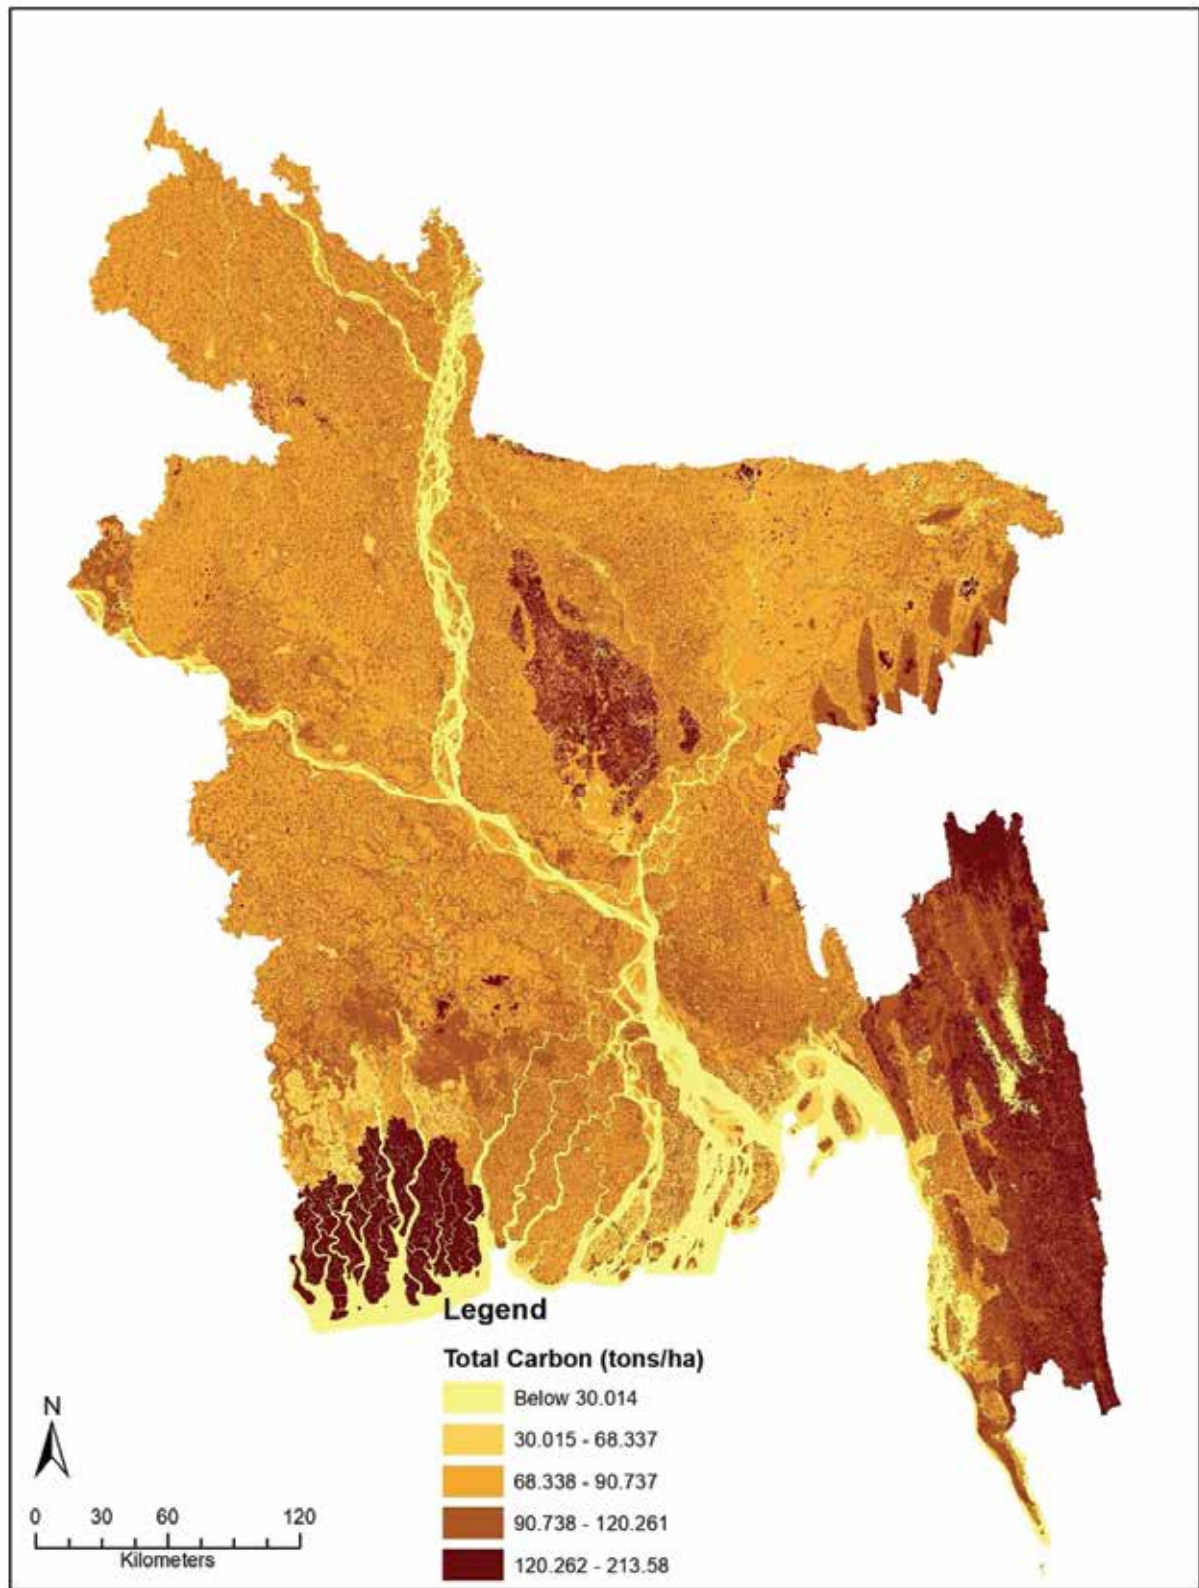 Legend
Total Carbon (tons/ha)
Below 30.014
30.015 - 68.337
68.338 - 90.737
90.738 - 120.261
120.262 - 213.58
N
0 30 60 120
Kilometers